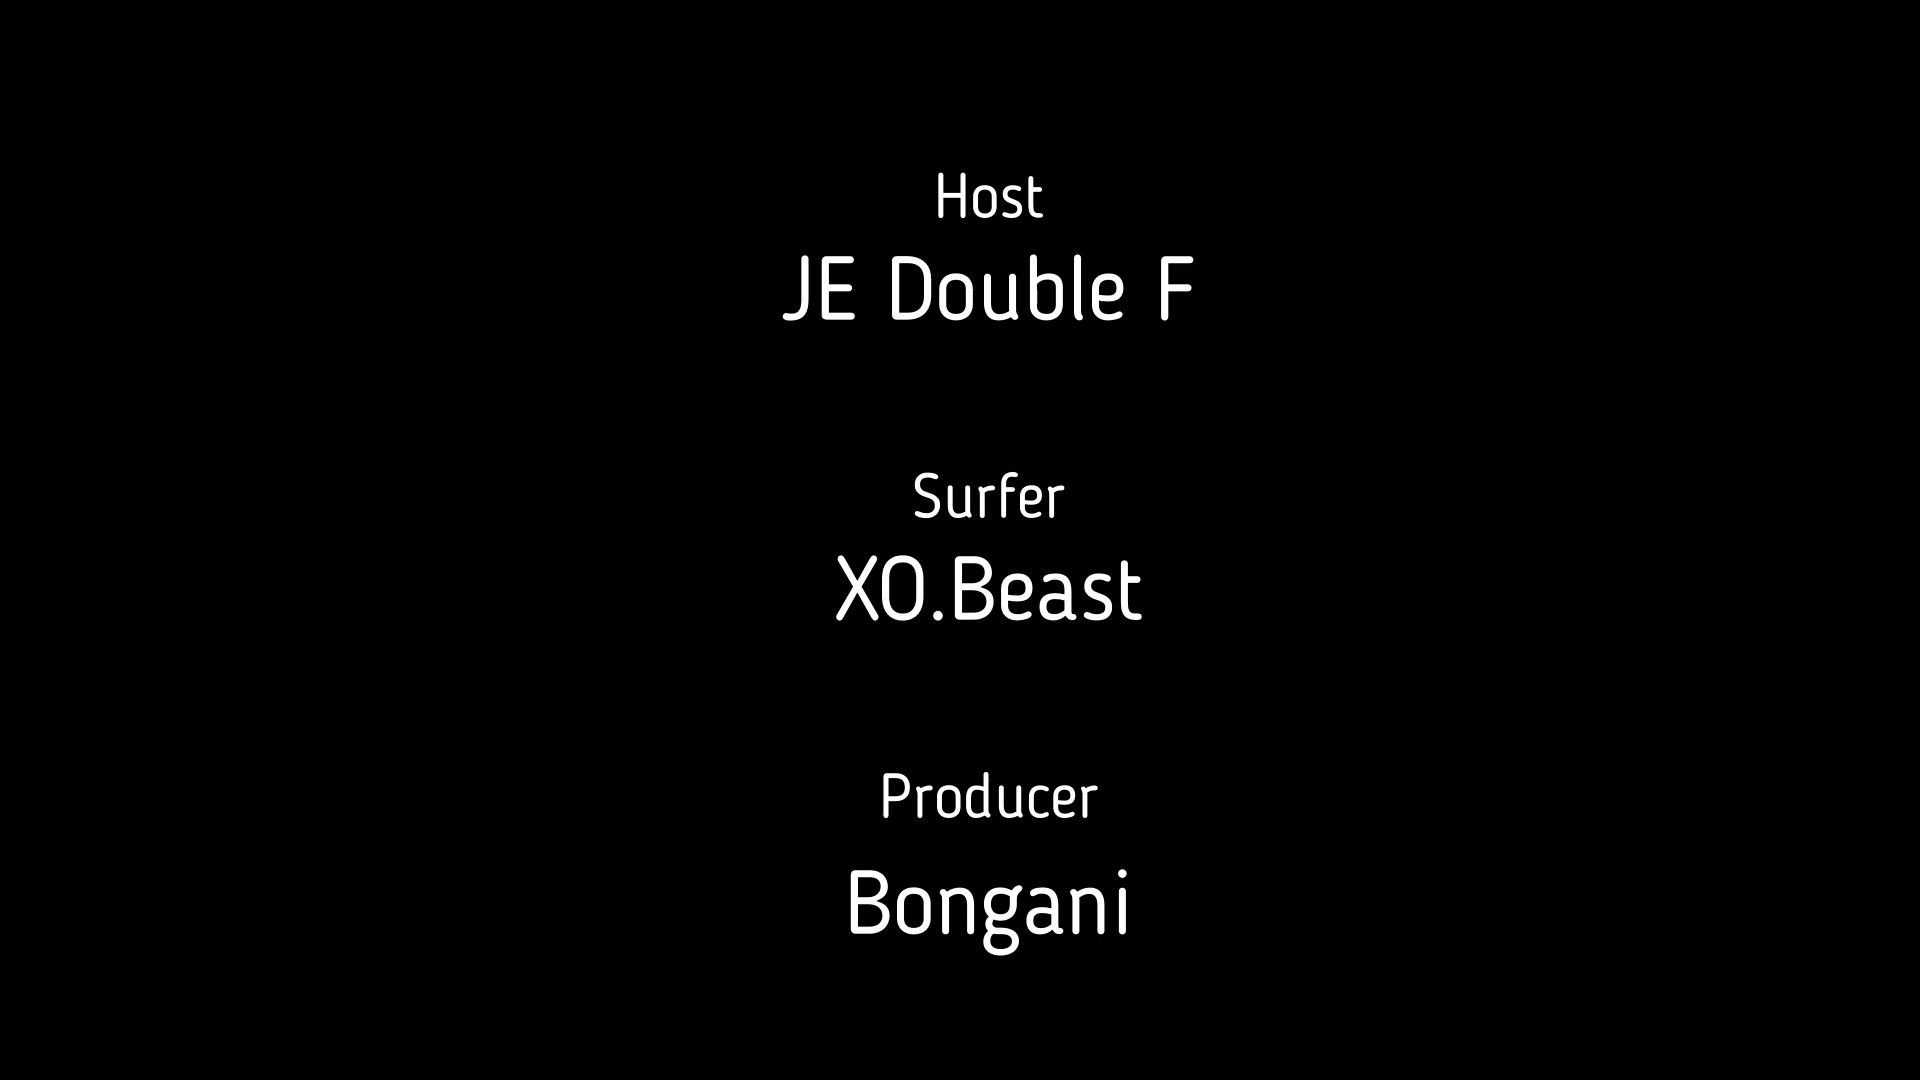 Host
JE Double F
Surfer
XO.Beast
Producer
Bongani